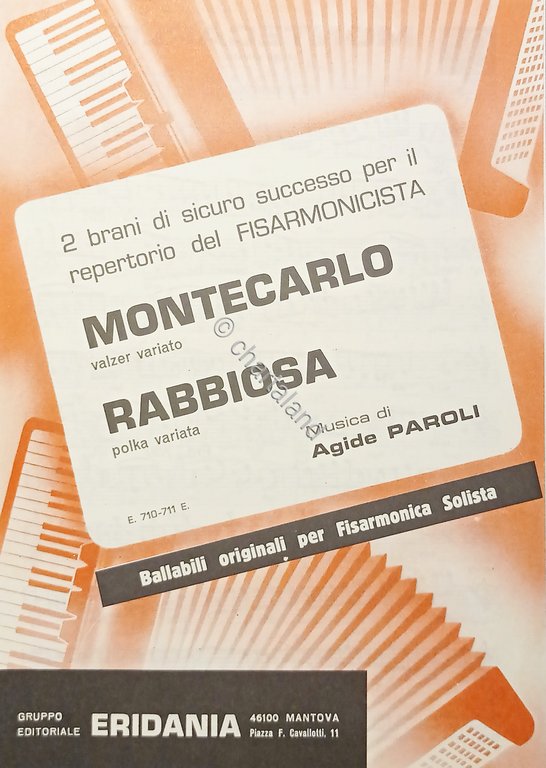 2 brani di sicuro successo per il
repertorio del FISARMONICISTA
MONTECARLO
valzer variato
RABBIOSA
polka variata
Musica di
Agide PAROLI
E. 710-711 E.
Ballabili originali per Fisarmonica Solista
GRUPPO
EDITORIALE ERIDANIA 46100 MANTOVA
Piazza F. Cavallotti, 11
© chartaland